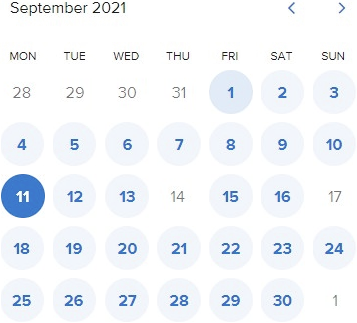 September 2021
MON TUE WED THU FRI SAT SUN
28 29 30 31 1 2 3
4 5 6 7 8 9 10
11 12 13 14 15 16 17
18 19 20 21 22 23 24
25 26 27 28 29 30 1